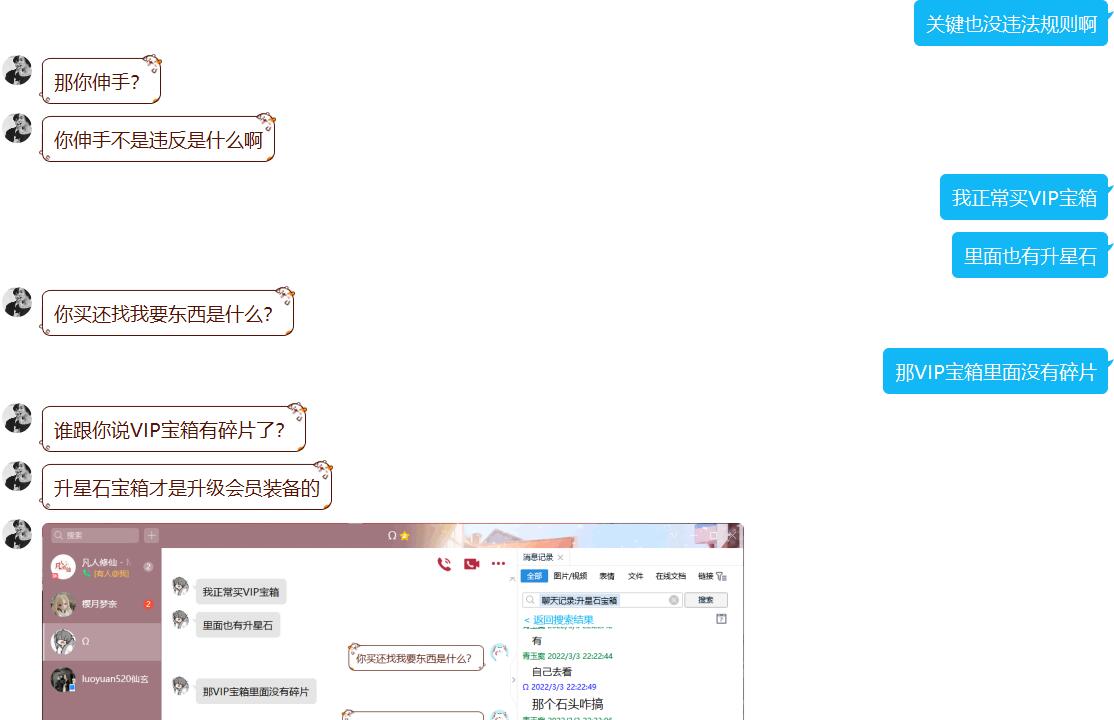 关键也没违法规则啊
那你伸手？
你伸手不是违反是什么啊
我正常买VIP宝箱
里面也有升星石
你买还找我要东西是什么？
那VIP宝箱里面没有碎片
谁跟你说VIP宝箱有碎片了？
升星石宝箱才是升级会员装备的
搜索
Ω
凡人修仙
[有人@我]
2
樱月梦奈
2
Ω
luoyuan520仙玄
我正常买VIP宝箱
里面也有升星石
你买还找我要东西是什么？
那VIP宝箱里面没有碎片
消息记录
全部 图片/视频 表情 文件 在线文档 链接
聊天记录:升星石宝箱
搜索
< 返回搜索结果
有
2022/3/3 22:22:44
自己去看
Ω 2022/3/3 22:22:49
那个石头咋搞